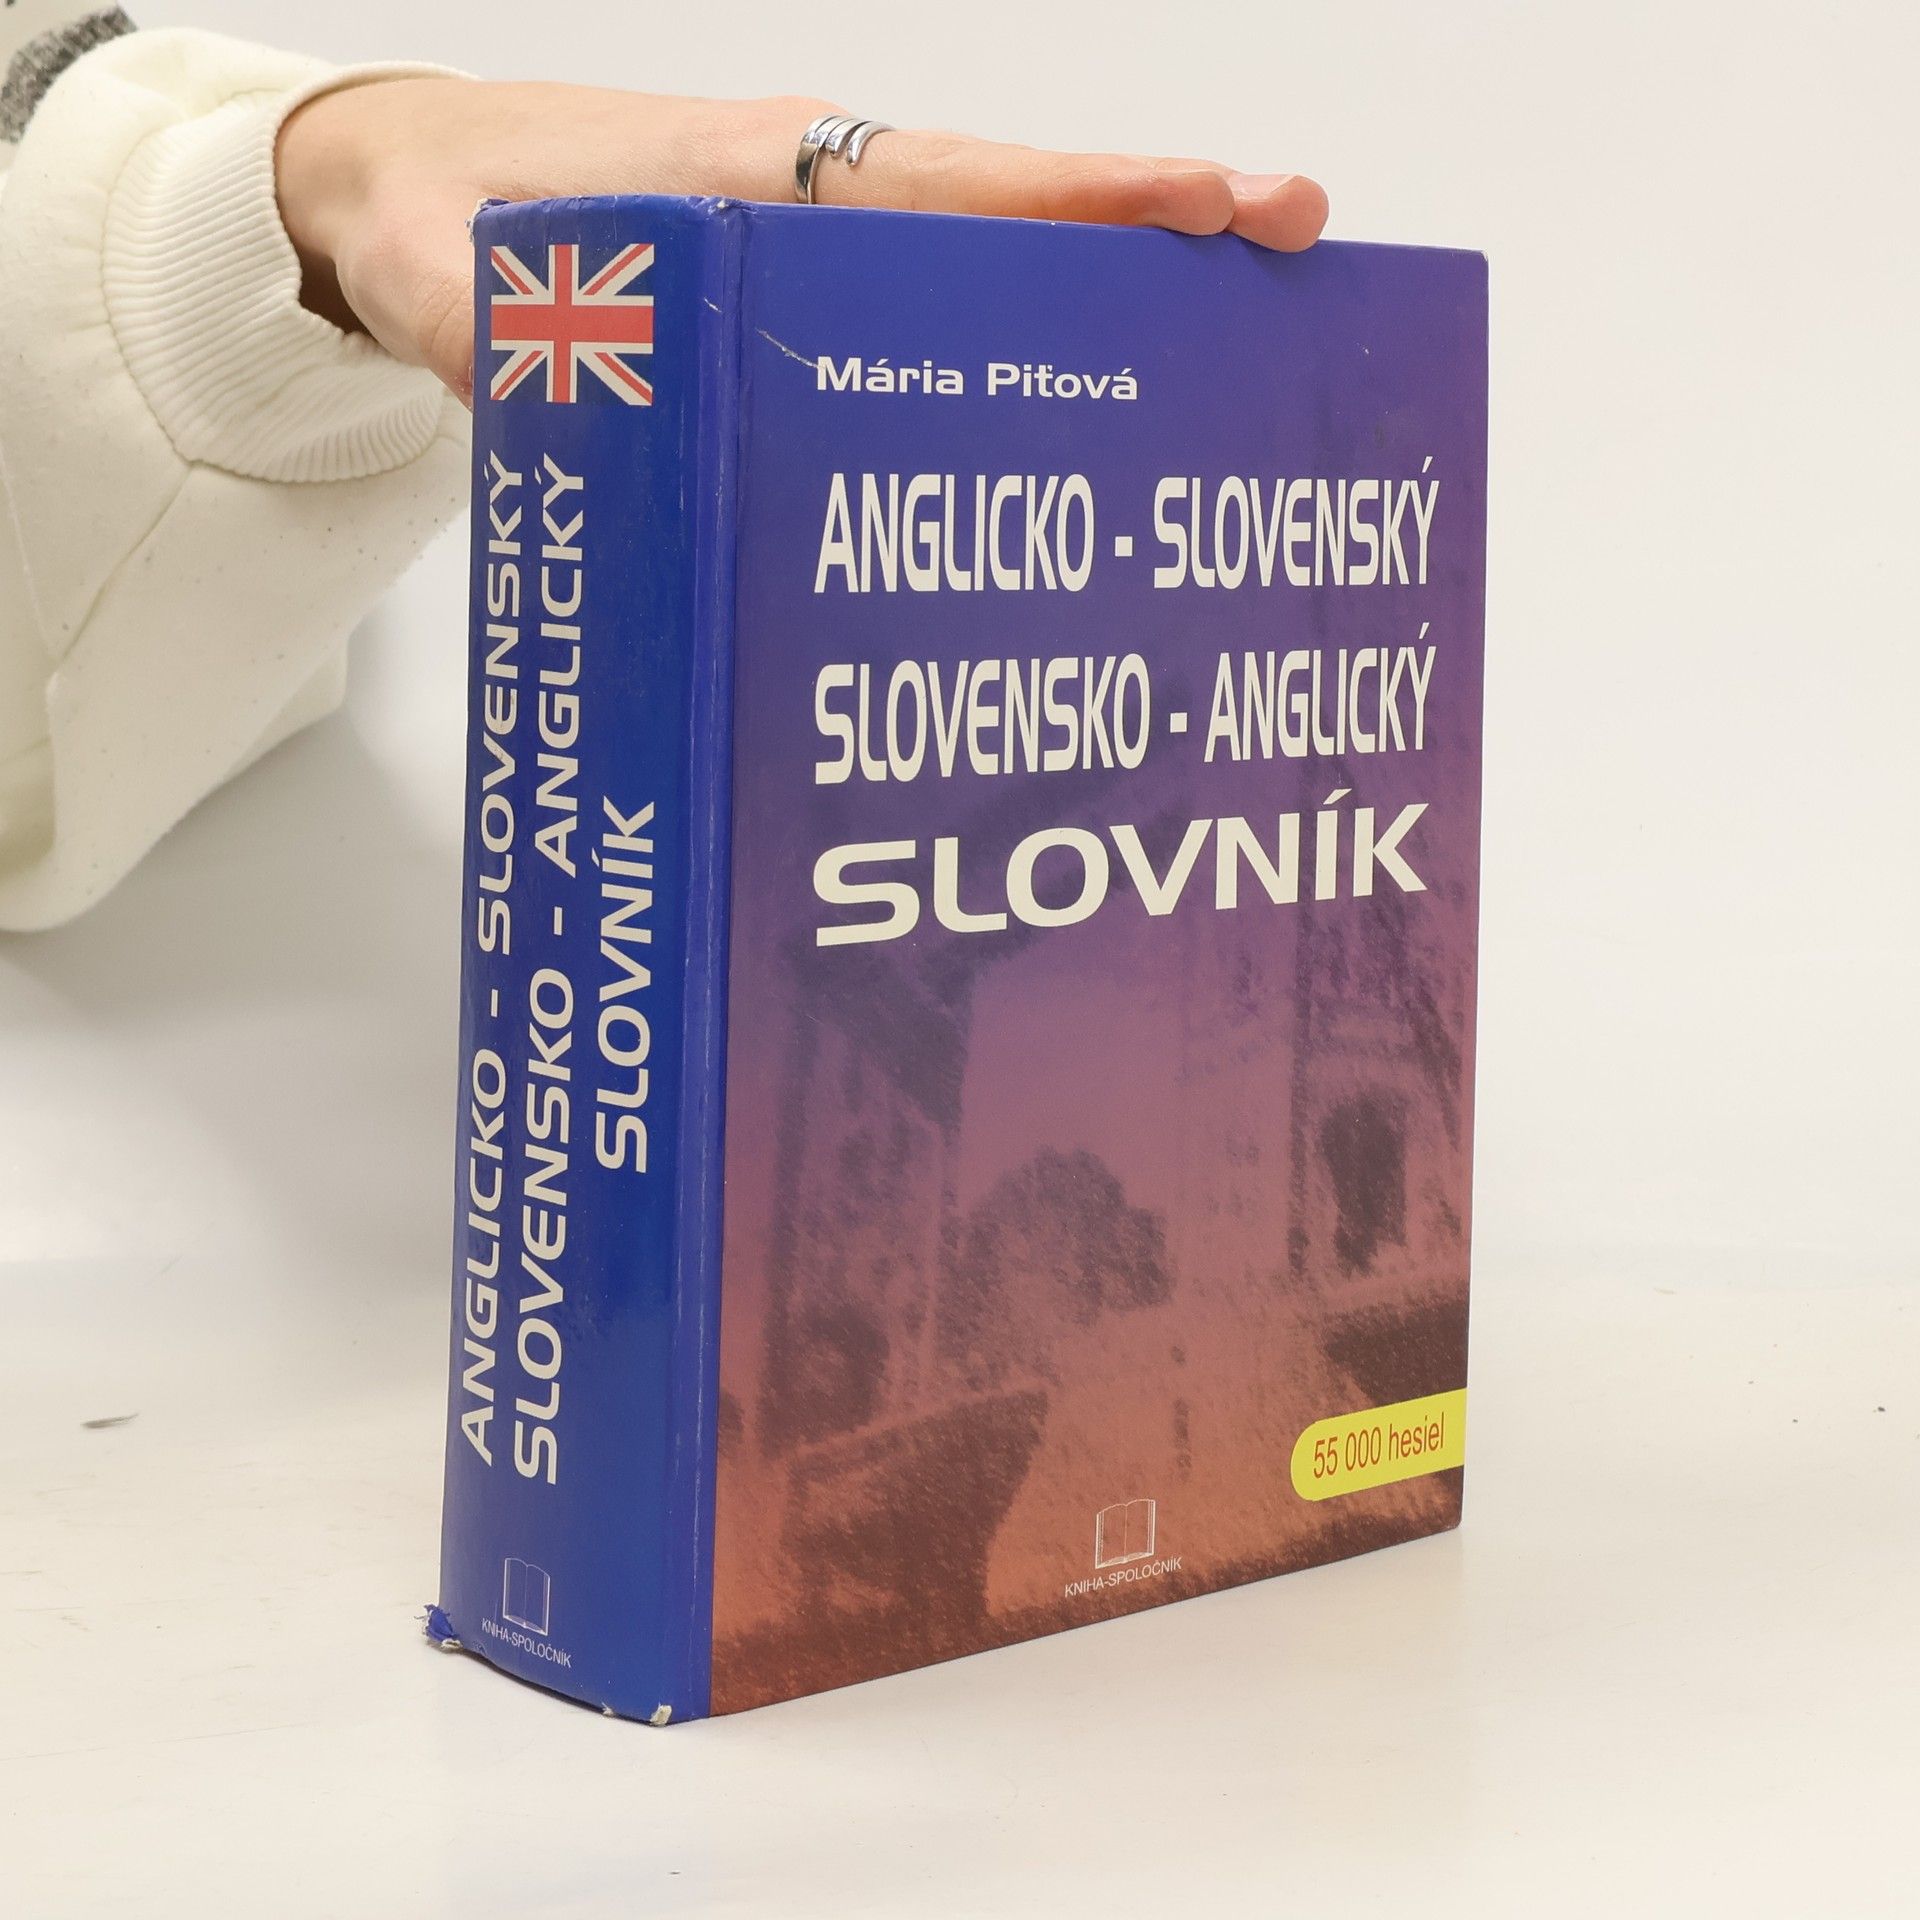 ANGLICKO - SLOVENSKÝ
SLOVENSKO - ANGLICKÝ
SLOVNÍK
KNIHA-SPOLOČNÍK
Mária Piťová
ANGLICKO - SLOVENSKÝ
SLOVENSKO - ANGLICKÝ
SLOVNÍK
55 000 hesiel
KNIHA-SPOLOČNÍK